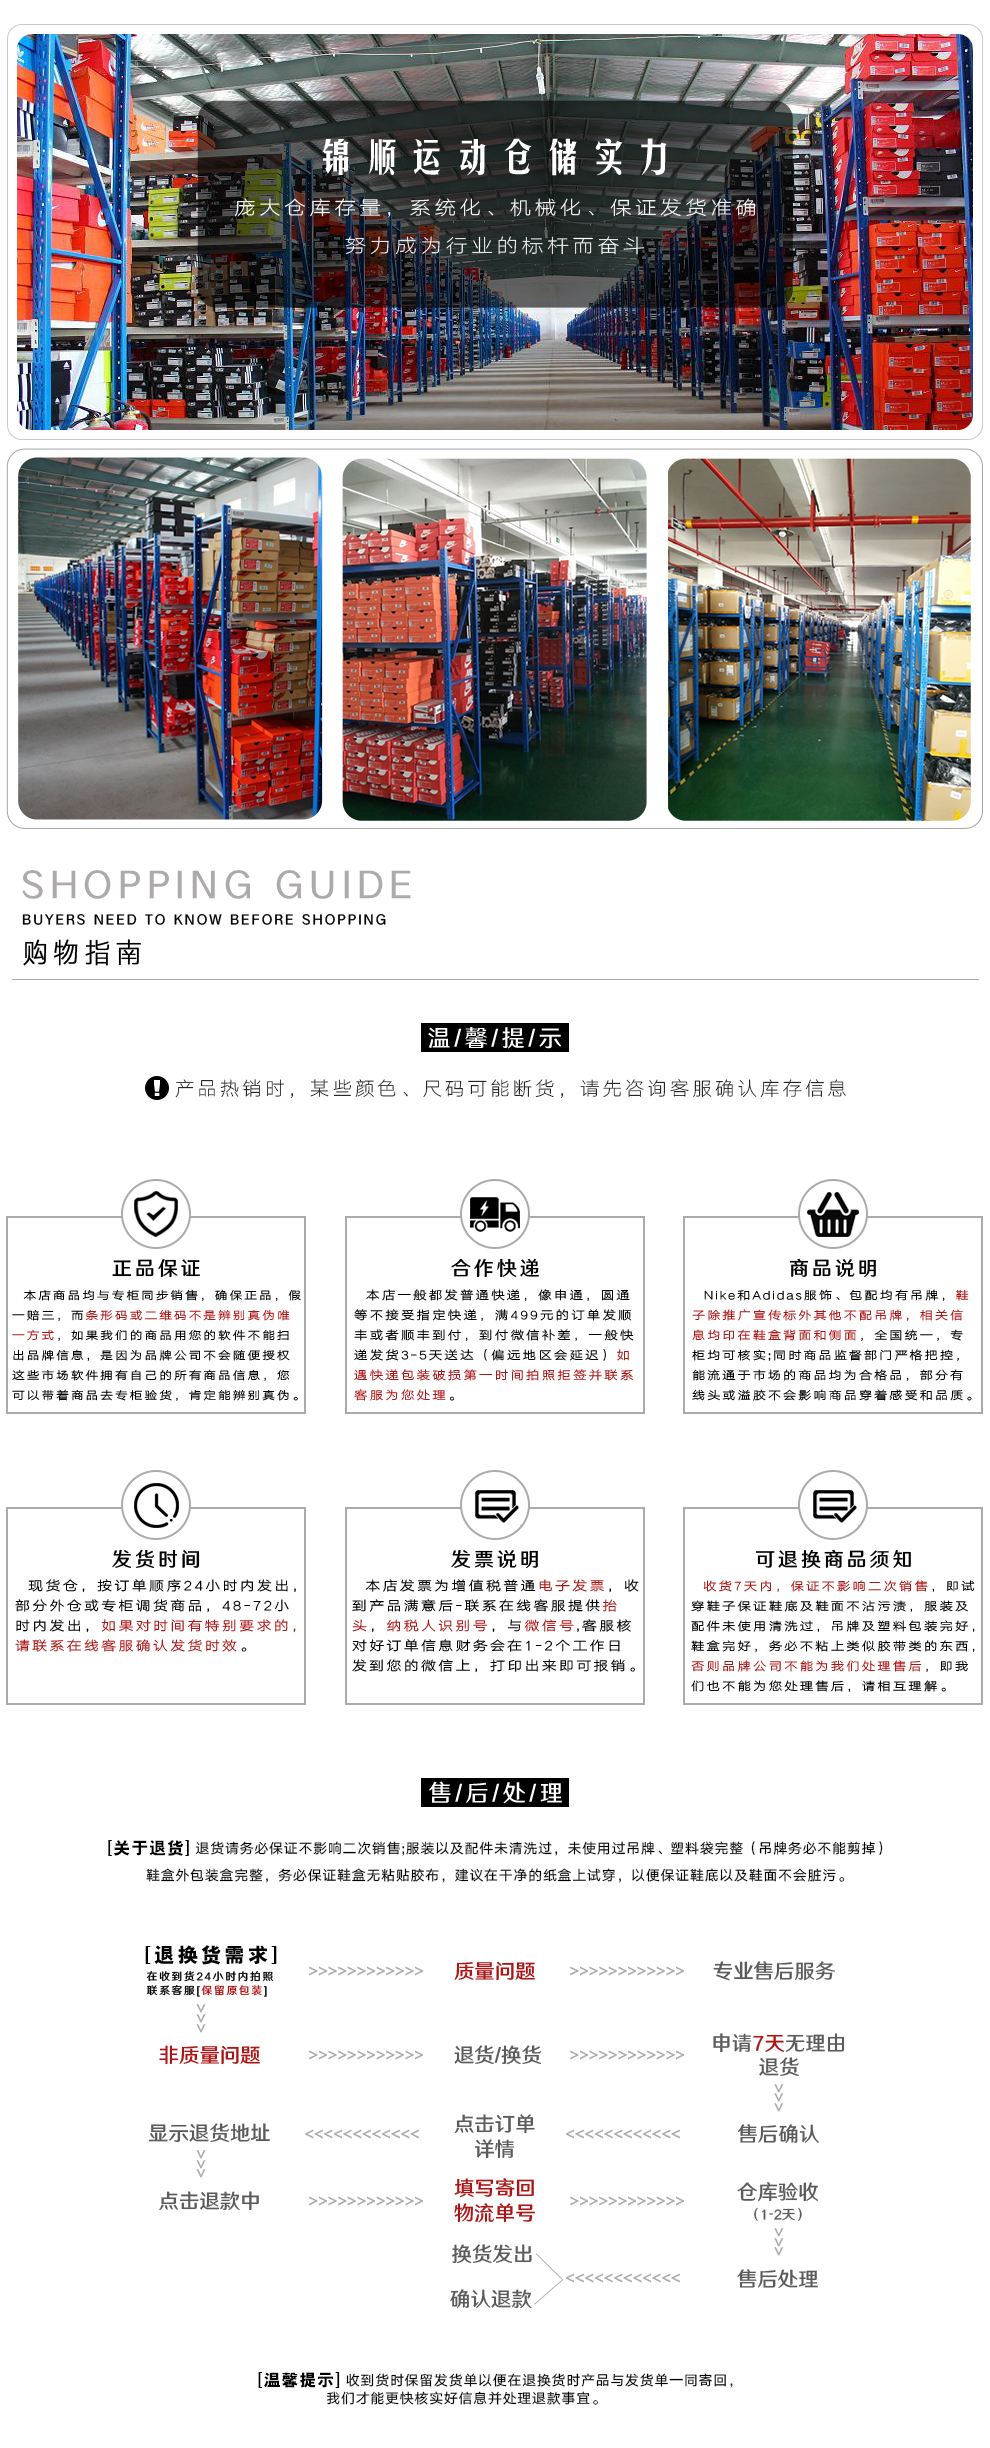 锦顺运动仓储实力
庞大仓库存量，系统化、机械化、保证发货准确
努力成为行业的标杆而奋斗
SHOPPING GUIDE
BUYERS NEED TO KNOW BEFORE SHOPPING
购物指南
温/馨/提/示
产品热销时，某些颜色、尺码可能断货，请先咨询客服确认库存信息
正品保证
本店商品均与专柜同步销售，确保正品，假
一赔三，而条形码或二维码不是辨别真伪唯
一方式，如果我们的商品用您的软件不能扫
出品牌信息，是因为品牌公司不会随便授权
这些市场软件拥有自己的所有商品信息，您
可以带着商品去专柜验货，肯定能辨别真伪。
合作快递
本店一般都发普通快递，像申通，圆通
等不接受指定快递，满499元的订单发顺
丰或者顺丰到付，到付微信补差，一般快
递发货3-5天送达（偏远地区会延迟）如
遇快递包装破损第一时间拍照拒签并联系
客服为您处理。
商品说明
Nike和Adidas服饰、包配均有吊牌，鞋
子除推广宣传标外其他不配吊牌，相关信
息均印在鞋盒背面和侧面，全国统一，专
柜均可核实;同时商品监督部门严格把控，
能流通于市场的商品均为合格品，部分有
线头或溢胶不会影响商品穿着感受和品质。
发货时间
现货仓，按订单顺序24小时内发出，
部分外仓或专柜调货商品，48-72小
时内发出，如果对时间有特别要求的，
请联系在线客服确认发货时效。
发票说明
本店发票为增值税普通电子发票，收
到产品满意后-联系在线客服提供抬
头，纳税人识别号，与微信号,客服核
对好订单信息财务会在1-2个工作日
发到您的微信上，打印出来即可报销。
可退换商品须知
收货7天内，保证不影响二次销售，即试
穿鞋子保证鞋底及鞋面不沾污渍，服装及
配件未使用清洗过，吊牌及塑料包装完好，
鞋盒完好，务必不粘上类似胶带类的东西，
否则品牌公司不能为我们处理售后，即我
们也不能为您处理售后，请相互理解。
售/后/处/理
[关于退货] 退货请务必保证不影响二次销售;服装以及配件未清洗过，未使用过吊牌、塑料袋完整（吊牌务必不能剪掉）
鞋盒外包装盒完整，务必保证鞋盒无粘贴胶布，建议在干净的纸盒上试穿，以便保证鞋底以及鞋面不会脏污。
[退换货需求]
在收到货24小时内拍照
联系客服[保留原包装]
>>>>>>>>>>>> 质量问题 >>>>>>>>>>>> 专业售后服务
非质量问题 >>>>>>>>>>>> 退货/换货 >>>>>>>>>>>> 申请7天无理由
退货
显示退货地址 <<<<<<<<<<<< 点击订单
详情
<<<<<<<<<<<< 售后确认
点击退款中 >>>>>>>>>>>> 填写寄回
物流单号
>>>>>>>>>>>> 仓库验收
（1-2天）
换货发出
确认退款
<<<<<<<<<<<< 售后处理
[温馨提示] 收到货时保留发货单以便在退换货时产品与发货单一同寄回，
我们才能更快核实好信息并处理退款事宜。